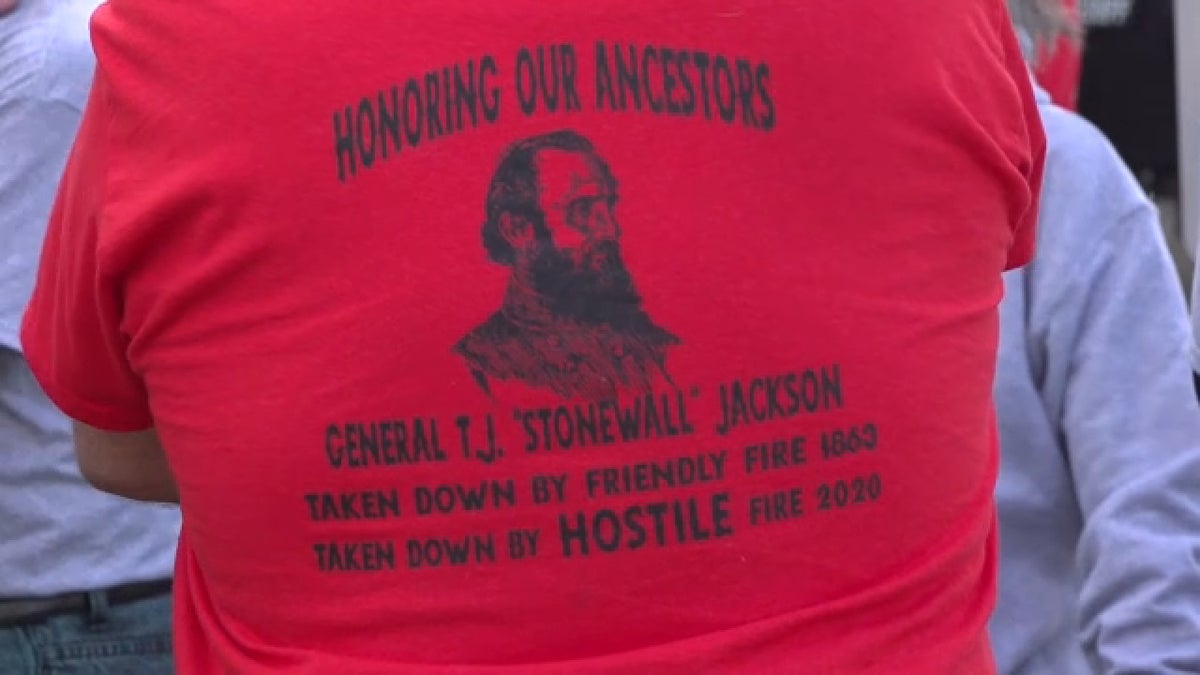 HONORING OUR ANCESTORS
GENERAL T.J. "STONEWALL" JACKSON
TAKEN DOWN BY FRIENDLY FIRE 1863
TAKEN DOWN BY HOSTILE FIRE 2020